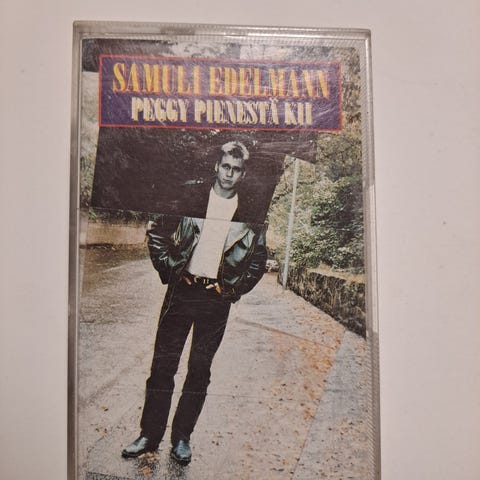 SAMULI EDELMANN
PEGGY PIENESTÄ KII